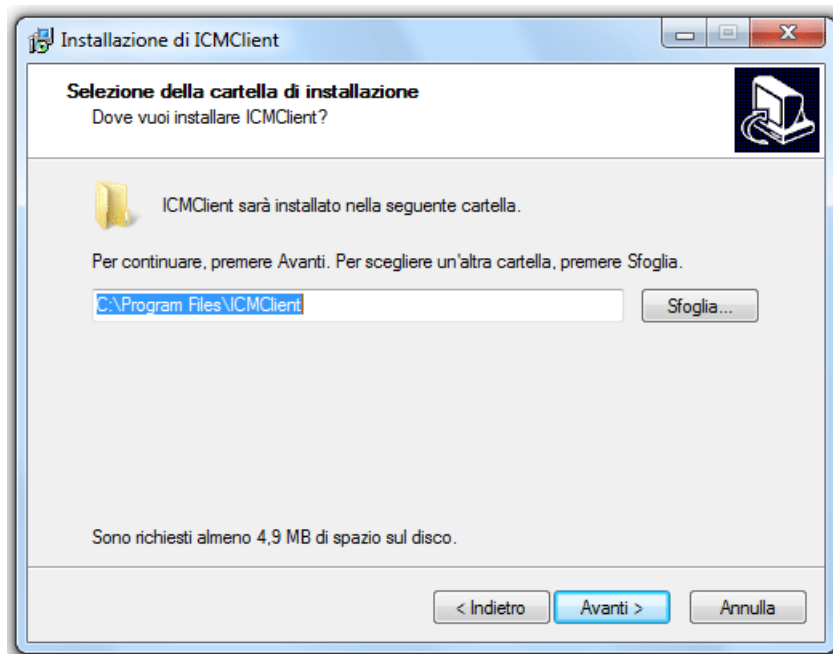 Installazione di ICMClient
Selezione della cartella di installazione
Dove vuoi installare ICMClient?
ICMClient sarà installato nella seguente cartella.
Per continuare, premere Avanti. Per scegliere un'altra cartella, premere Sfoglia.
C:\Program Files\ICMClient
Sfoglia...
Sono richiesti almeno 4,9 MB di spazio sul disco.
< Indietro
Avanti >
Annulla